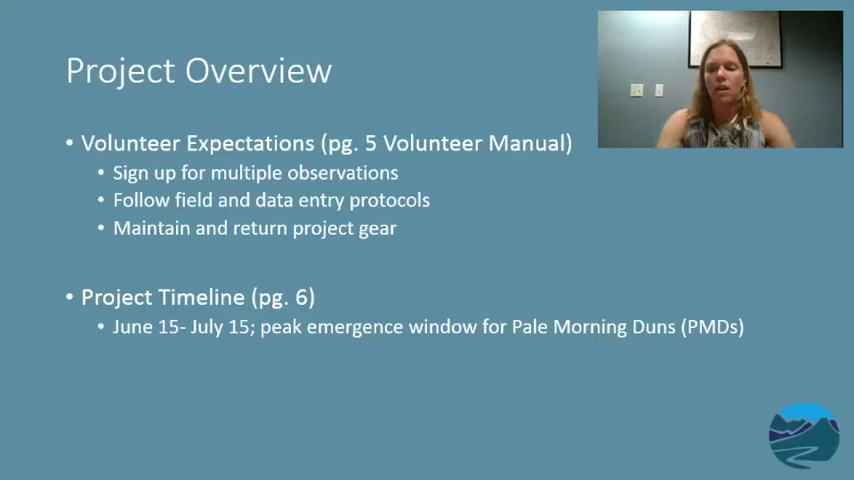 Project Overview
• Volunteer Expectations (pg. 5 Volunteer Manual)
• Sign up for multiple observations
• Follow field and data entry protocols
• Maintain and return project gear
• Project Timeline (pg. 6)
• June 15- July 15; peak emergence window for Pale Morning Duns (PMDs)